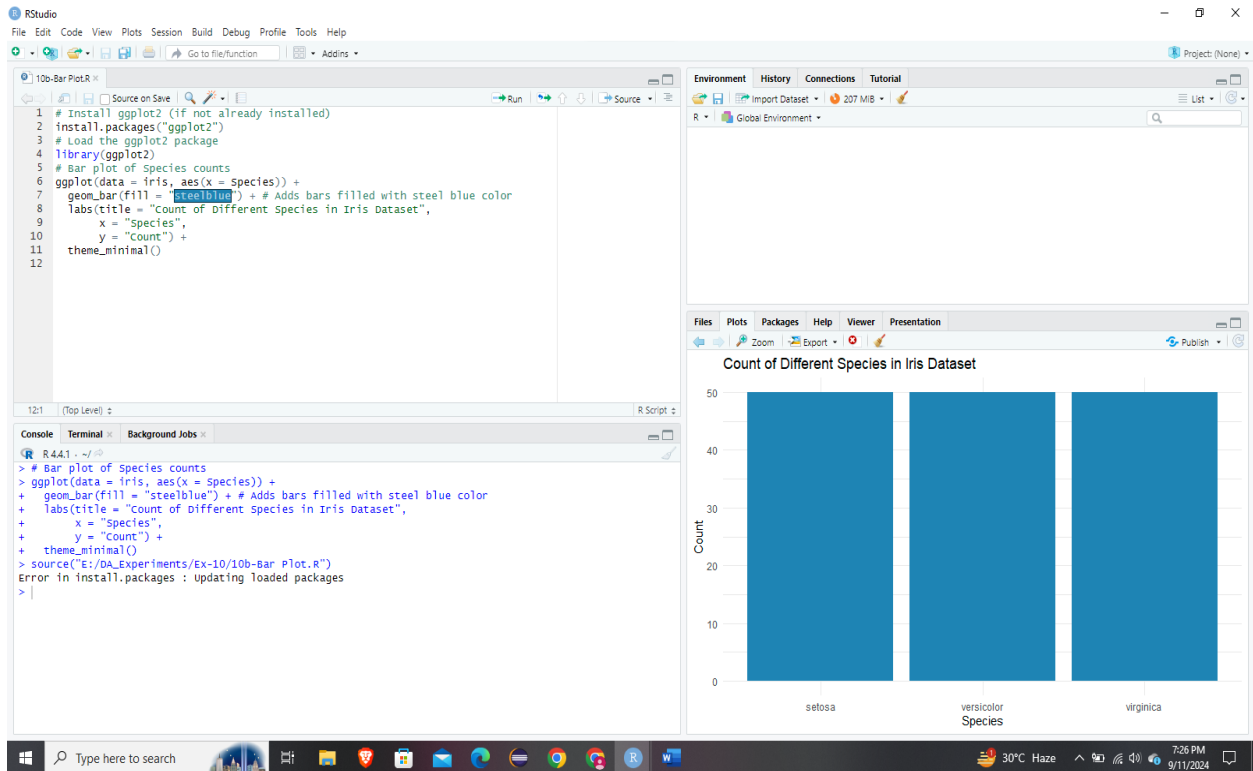 RStudio
File Edit Code View Plots Session Build Debug Profile Tools Help
Go to file/function Addins Project: (None)
10b-Bar Plot.R
Source on Save Run Source
1 # Install ggplot2 (if not already installed)
2 install.packages("ggplot2")
3 # Load the ggplot2 package
4 library(ggplot2)
5 # Bar plot of Species counts
6 ggplot(data = iris, aes(x = Species)) +
7 geom_bar(fill = "steelblue") + # Adds bars filled with steel blue color
8 labs(title = "Count of Different Species in Iris Dataset",
9 x = "Species",
10 y = "Count") +
11 theme_minimal()
12
12:1 (Top Level) R Script
Console Terminal Background Jobs
R 4.4.1 · ~/
> # Bar plot of Species counts
> ggplot(data = iris, aes(x = Species)) +
+ geom_bar(fill = "steelblue") + # Adds bars filled with steel blue color
+ labs(title = "Count of Different Species in Iris Dataset",
+ x = "Species",
+ y = "Count") +
+ theme_minimal()
> source("E:/DA_Experiments/Ex-10/10b-Bar Plot.R")
Error in install.packages : Updating loaded packages
>
Environment History Connections Tutorial
Import Dataset 207 MiB List
R Global Environment
Files Plots Packages Help Viewer Presentation
Zoom Export Publish
Count of Different Species in Iris Dataset
50
40
30
20
10
0
Count
setosa versicolor virginica
Species
Type here to search
30°C Haze
7:26 PM
9/11/2024